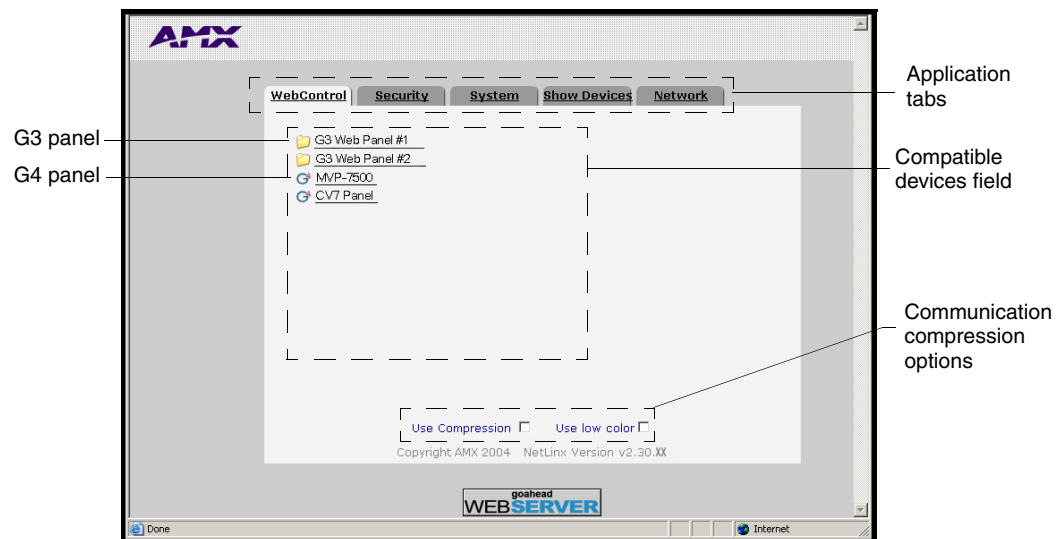 AMX
WebControl Security System Show Devices Network
Application
tabs
G3 panel
G3 Web Panel #1
G3 Web Panel #2
G4 panel
MVP-7500
CV7 Panel
Compatible
devices field
Communication
compression
options
Use Compression Use low color
Copyright AMX 2004 NetLinx Version v2.30.XX
goahead
WEBSERVER
Done Internet